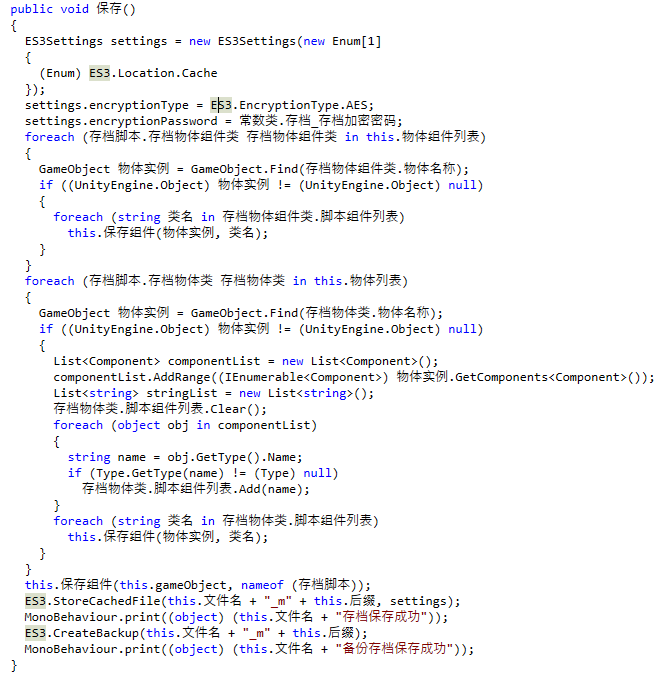 public void 保存()
{
  ES3Settings settings = new ES3Settings(new Enum[1]
  {
    (Enum) ES3.Location.Cache
  });
  settings.encryptionType = ES3.EncryptionType.AES;
  settings.encryptionPassword = 常数类.存档_存档加密密码;
  foreach (存档脚本.存档物体组件类 存档物体组件类 in this.物体组件列表)
  {
    GameObject 物体实例 = GameObject.Find(存档物体组件类.物体名称);
    if ((UnityEngine.Object) 物体实例 != (UnityEngine.Object) null)
    {
      foreach (string 类名 in 存档物体组件类.脚本组件列表)
        this.保存组件(物体实例, 类名);
    }
  }
  foreach (存档脚本.存档物体类 存档物体类 in this.物体列表)
  {
    GameObject 物体实例 = GameObject.Find(存档物体类.物体名称);
    if ((UnityEngine.Object) 物体实例 != (UnityEngine.Object) null)
    {
      List<Component> componentList = new List<Component>();
      componentList.AddRange((IEnumerable<Component>) 物体实例.GetComponents<Component>());
      List<string> stringList = new List<string>();
      存档物体类.脚本组件列表.Clear();
      foreach (object obj in componentList)
      {
        string name = obj.GetType().Name;
        if (Type.GetType(name) != (Type) null)
          存档物体类.脚本组件列表.Add(name);
      }
      foreach (string 类名 in 存档物体类.脚本组件列表)
        this.保存组件(物体实例, 类名);
    }
  }
  this.保存组件(this.gameObject, nameof (存档脚本));
  ES3.StoreCachedFile(this.文件名 + "_m" + this.后缀, settings);
  MonoBehaviour.print((object) (this.文件名 + "存档保存成功"));
  ES3.CreateBackup(this.文件名 + "_m" + this.后缀);
  MonoBehaviour.print((object) (this.文件名 + "备份存档保存成功"));
}